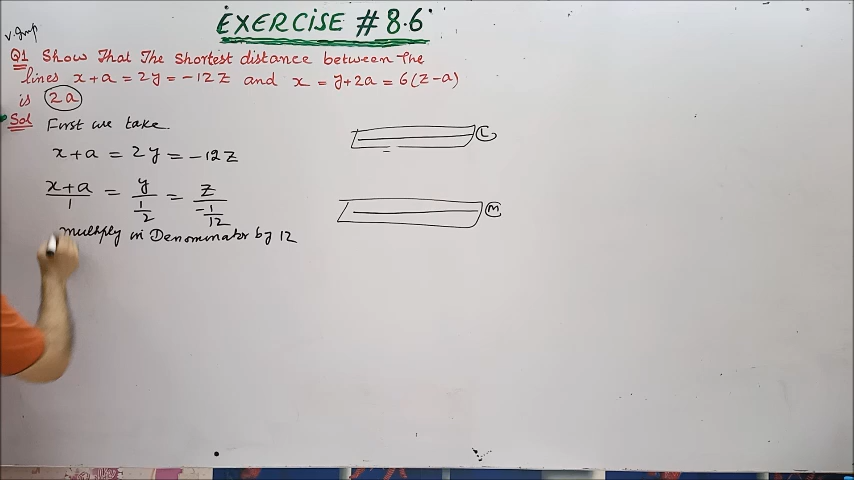 EXERCISE # 8.6
v.Imp
Q1 Show That The Shortest distance between the
lines x+a = 2y = -12z and x = y+2a = 6(z-a)
is 2a
Sol First we take
x+a = 2y = -12z
x+a/1 = y/(1/2) = z/(-1/12)
multiply in Denominator by 12
L
M